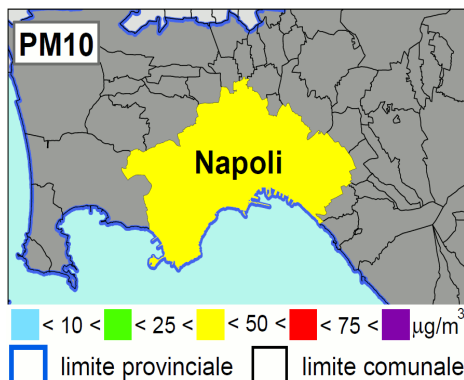 PM10
Napoli
< 10 < < 25 < < 50 < < 75 < μg/m³
limite provinciale limite comunale